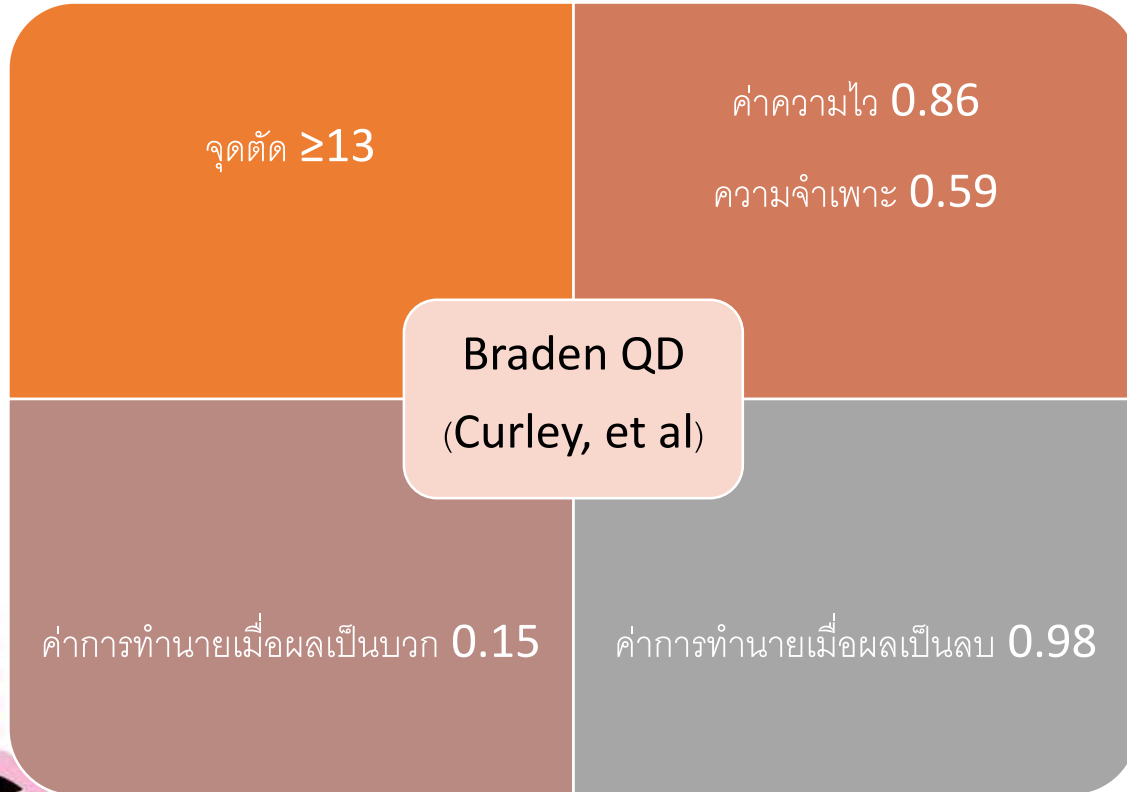 จุดตัด ≥13
ค่าความไว 0.86
ความจำเพาะ 0.59
Braden QD
(Curley, et al)
ค่าการทำนายเมื่อผลเป็นบวก 0.15
ค่าการทำนายเมื่อผลเป็นลบ 0.98